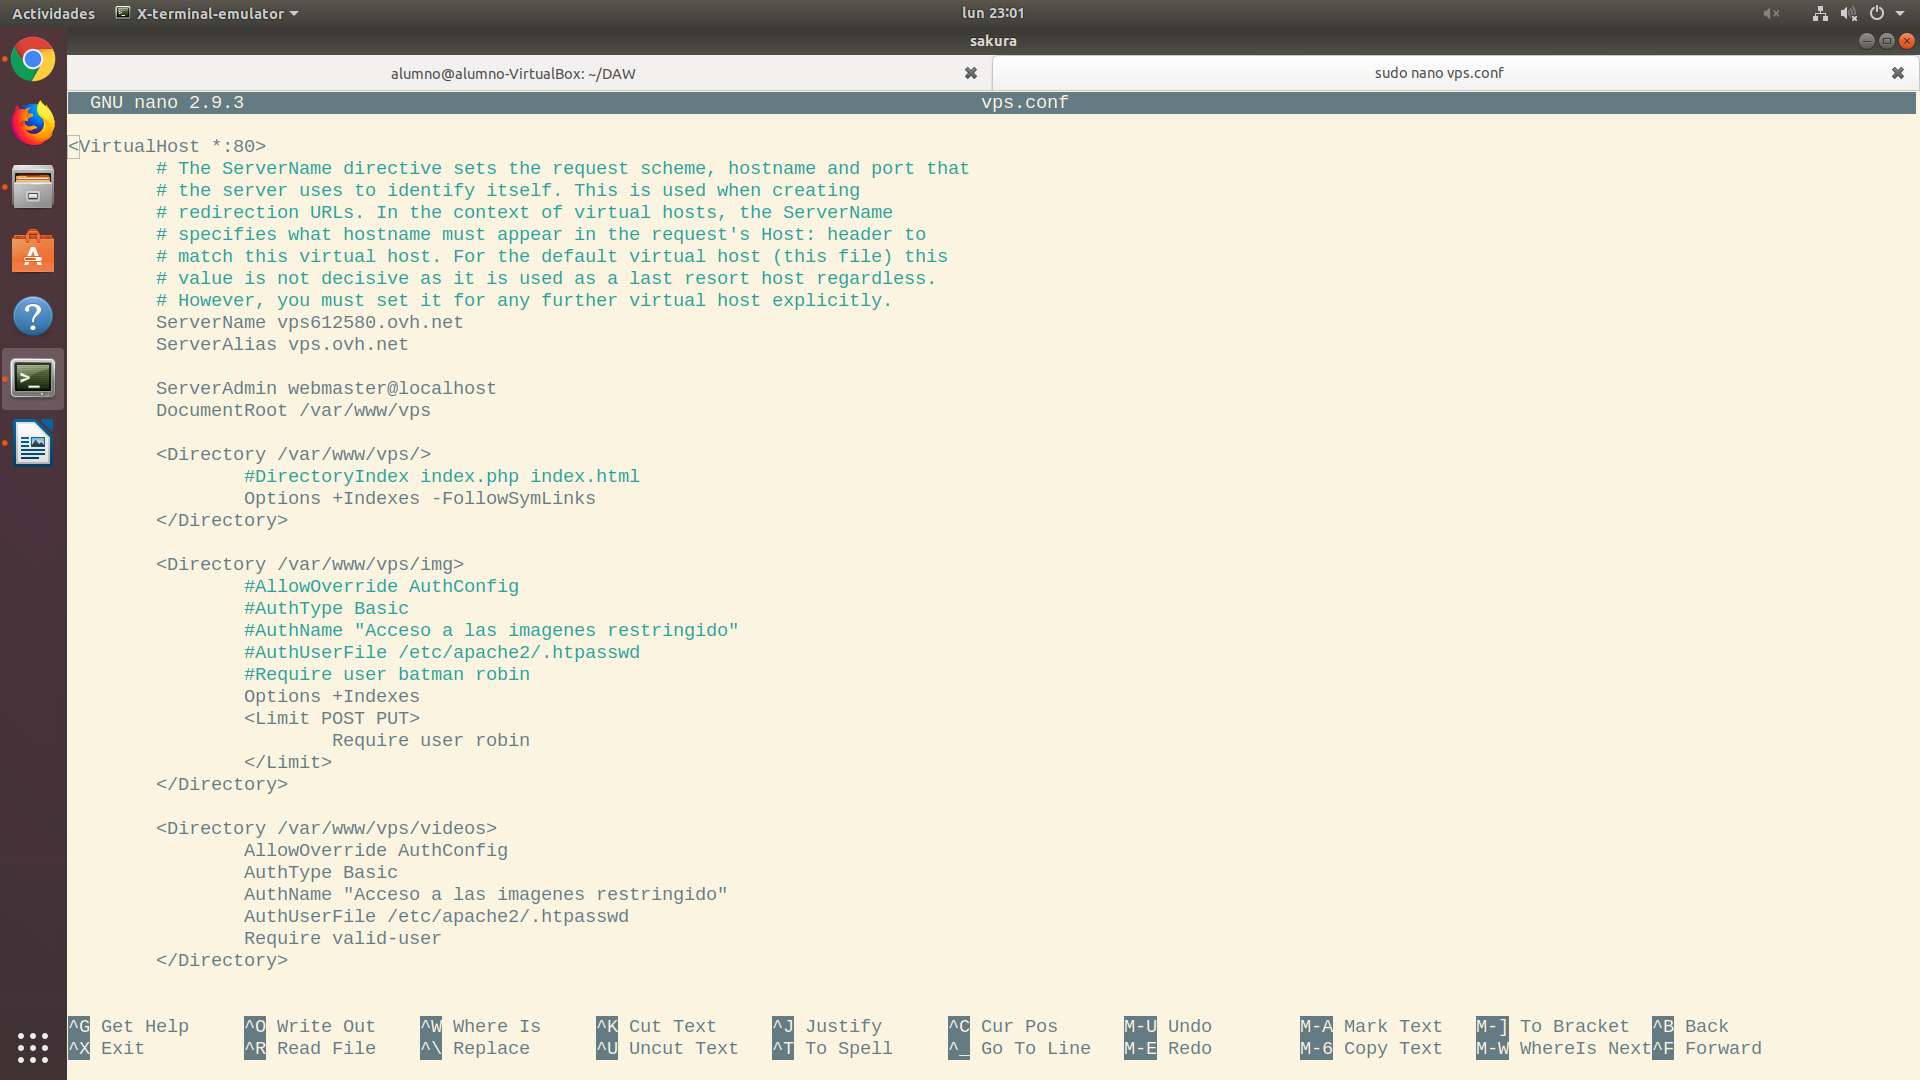 Actividades X-terminal-emulator lun 23:01
sakura
alumno@alumno-VirtualBox: ~/DAW sudo nano vps.conf
GNU nano 2.9.3 vps.conf
<VirtualHost *:80>
# The ServerName directive sets the request scheme, hostname and port that
# the server uses to identify itself. This is used when creating
# redirection URLs. In the context of virtual hosts, the ServerName
# specifies what hostname must appear in the request's Host: header to
# match this virtual host. For the default virtual host (this file) this
# value is not decisive as it is used as a last resort host regardless.
# However, you must set it for any further virtual host explicitly.
ServerName vps612580.ovh.net
ServerAlias vps.ovh.net
ServerAdmin webmaster@localhost
DocumentRoot /var/www/vps
<Directory /var/www/vps/>
#DirectoryIndex index.php index.html
Options +Indexes -FollowSymLinks
</Directory>
<Directory /var/www/vps/img>
#AllowOverride AuthConfig
#AuthType Basic
#AuthName "Acceso a las imagenes restringido"
#AuthUserFile /etc/apache2/.htpasswd
#Require user batman robin
Options +Indexes
<Limit POST PUT>
Require user robin
</Limit>
</Directory>
<Directory /var/www/vps/videos>
AllowOverride AuthConfig
AuthType Basic
AuthName "Acceso a las imagenes restringido"
AuthUserFile /etc/apache2/.htpasswd
Require valid-user
</Directory>
^G Get Help ^O Write Out ^W Where Is ^K Cut Text ^J Justify ^C Cur Pos M-U Undo M-A Mark Text M-] To Bracket ^B Back
^X Exit ^R Read File ^\ Replace ^U Uncut Text ^T To Spell ^_ Go To Line M-E Redo M-6 Copy Text M-W WhereIs Next ^F Forward